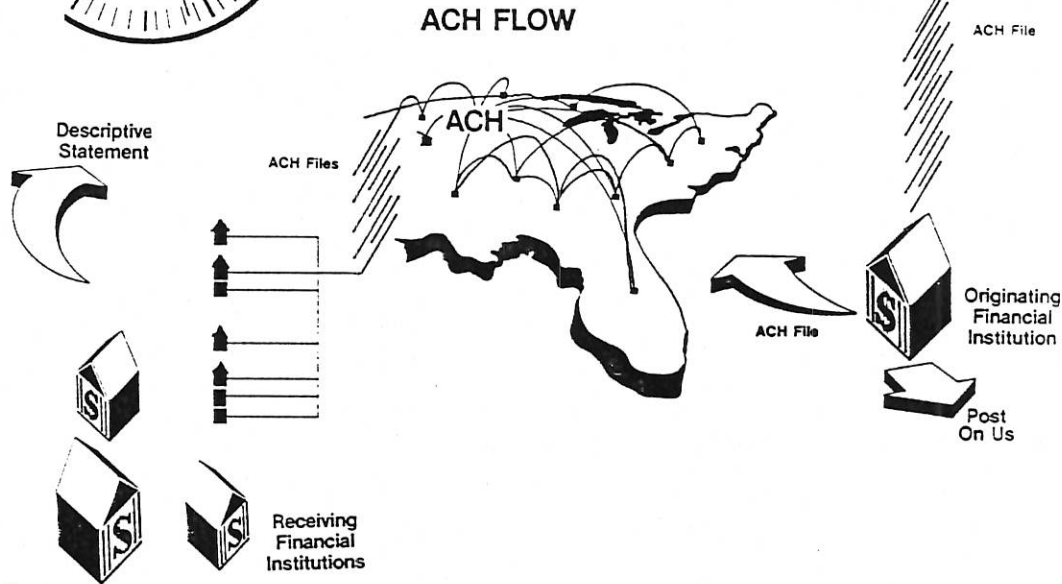 ACH FLOW
ACH File
Descriptive
Statement
ACH Files
ACH
ACH File
Originating
Financial
Institution
Post
On Us
Receiving
Financial
Institutions
$
$
$
$